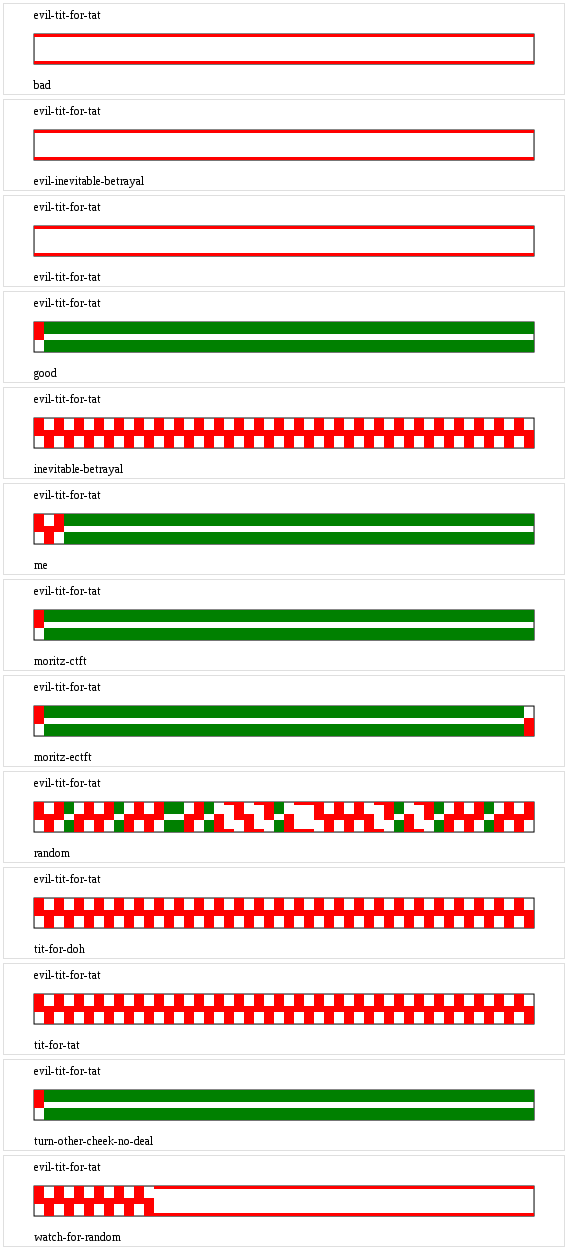 evil-tit-for-tat
bad
evil-tit-for-tat
evil-inevitable-betrayal
evil-tit-for-tat
evil-tit-for-tat
evil-tit-for-tat
good
evil-tit-for-tat
inevitable-betrayal
evil-tit-for-tat
me
evil-tit-for-tat
moritz-ctft
evil-tit-for-tat
moritz-ectft
evil-tit-for-tat
random
evil-tit-for-tat
tit-for-doh
evil-tit-for-tat
tit-for-tat
evil-tit-for-tat
turn-other-cheek-no-deal
evil-tit-for-tat
watch-for-random